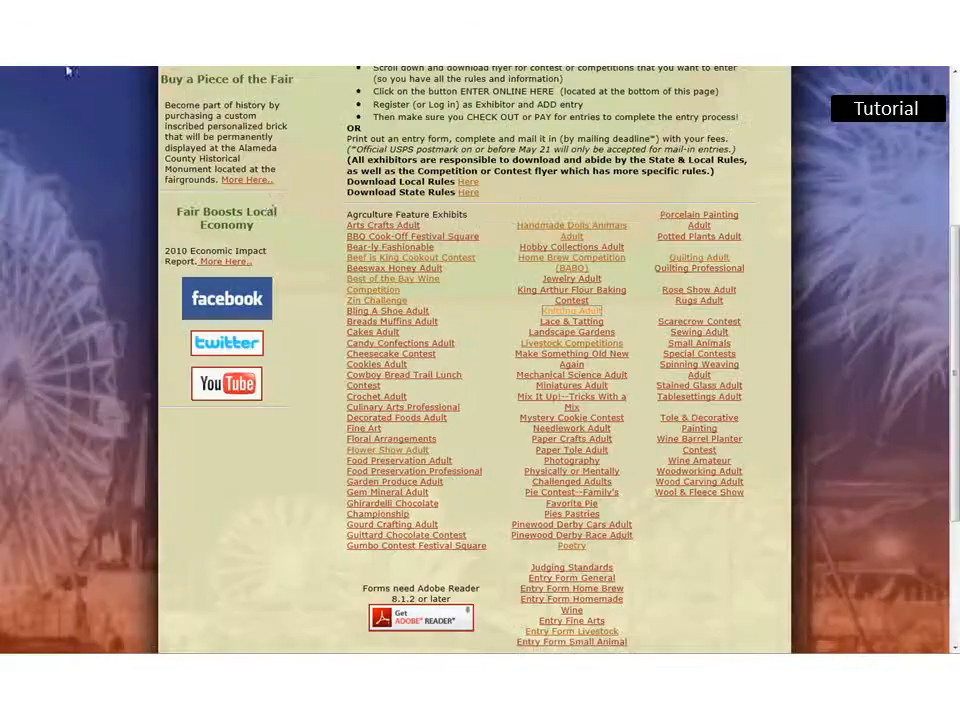 Tutorial
Buy a Piece of the Fair
Become part of history by
purchasing a custom
inscribed personalized brick
that will be permanently
displayed at the Alameda
County Historical
Monument located at the
fairgrounds. More Here..
Fair Boosts Local
Economy
2010 Economic Impact
Report. More Here..
facebook
twitter
YouTube
• Scroll down and download flyer for contest or competitions that you want to enter
(so you have all the rules and information)
• Click on the button ENTER ONLINE HERE (located at the bottom of this page)
• Register (or Log in) as Exhibitor and ADD entry
• Then make sure you CHECK OUT or PAY for entries to complete the entry process!
OR
Print out an entry form, complete and mail it in (by mailing deadline*) with your fees.
(*Official USPS postmark on or before May 21 will only be accepted for mail-in entries.)
(All exhibitors are responsible to download and abide by the State & Local Rules,
as well as the Competition or Contest flyer which has more specific rules.)
Download Local Rules Here
Download State Rules Here
Agrculture Feature Exhibits
Arts Crafts Adult
BBQ Cook-Off Festival Square
Bear-ly Fashionable
Beef is King Cookout Contest
Beeswax Honey Adult
Best of the Bay Wine
Competition
Zin Challenge
Bling A Shoe Adult
Breads Muffins Adult
Cakes Adult
Candy Confections Adult
Cheesecake Contest
Cookies Adult
Cowboy Bread Trail Lunch
Contest
Crochet Adult
Culinary Arts Professional
Decorated Foods Adult
Fine Art
Floral Arrangements
Flower Show Adult
Food Preservation Adult
Food Preservation Professional
Garden Produce Adult
Gem Mineral Adult
Ghirardelli Chocolate
Championship
Gourd Crafting Adult
Guittard Chocolate Contest
Gumbo Contest Festival Square
Forms need Adobe Reader
8.1.2 or later
Get
ADOBE® READER®
Handmade Dolls Animals
Adult
Hobby Collections Adult
Home Brew Competition
(BABO)
Jewelry Adult
King Arthur Flour Baking
Contest
Knitting Adult
Lace & Tatting
Landscape Gardens
Livestock Competitions
Make Something Old New
Again
Mechanical Science Adult
Miniatures Adult
Mix It Up!--Tricks With a
Mix
Mystery Cookie Contest
Needlework Adult
Paper Crafts Adult
Paper Tole Adult
Photography
Physically or Mentally
Challenged Adults
Pie Contest--Family's
Favorite Pie
Pies Pastries
Pinewood Derby Cars Adult
Pinewood Derby Race Adult
Poetry
Judging Standards
Entry Form General
Entry Form Home Brew
Entry Form Homemade
Wine
Entry Fine Arts
Entry Form Livestock
Entry Form Small Animal
Porcelain Painting
Adult
Potted Plants Adult
Quilting Adult
Quilting Professional
Rose Show Adult
Rugs Adult
Scarecrow Contest
Sewing Adult
Small Animals
Special Contests
Spinning Weaving
Adult
Stained Glass Adult
Tablesettings Adult
Tole & Decorative
Painting
Wine Barrel Planter
Contest
Wine Amateur
Woodworking Adult
Wood Carving Adult
Wool & Fleece Show